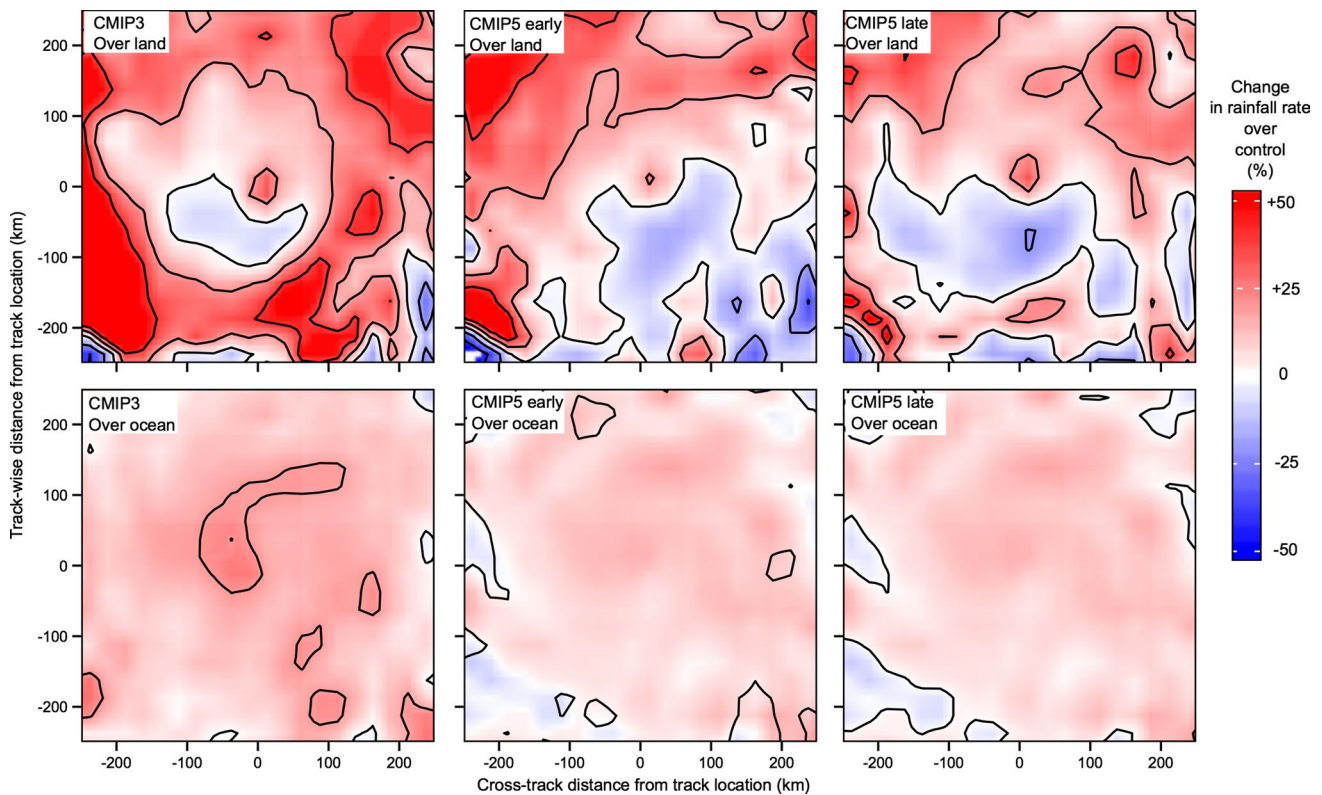 CMIP3
Over land
CMIP5 early
Over land
CMIP5 late
Over land
200
100
0
-100
-200
Change
in rainfall rate
over
control
(%)
+50
+25
0
-25
-50
CMIP3
Over ocean
CMIP5 early
Over ocean
CMIP5 late
Over ocean
200
100
0
-100
-200
Track-wise distance from track location (km)
-200
-100
0
100
200
-200
-100
0
100
200
-200
-100
0
100
200
Cross-track distance from track location (km)